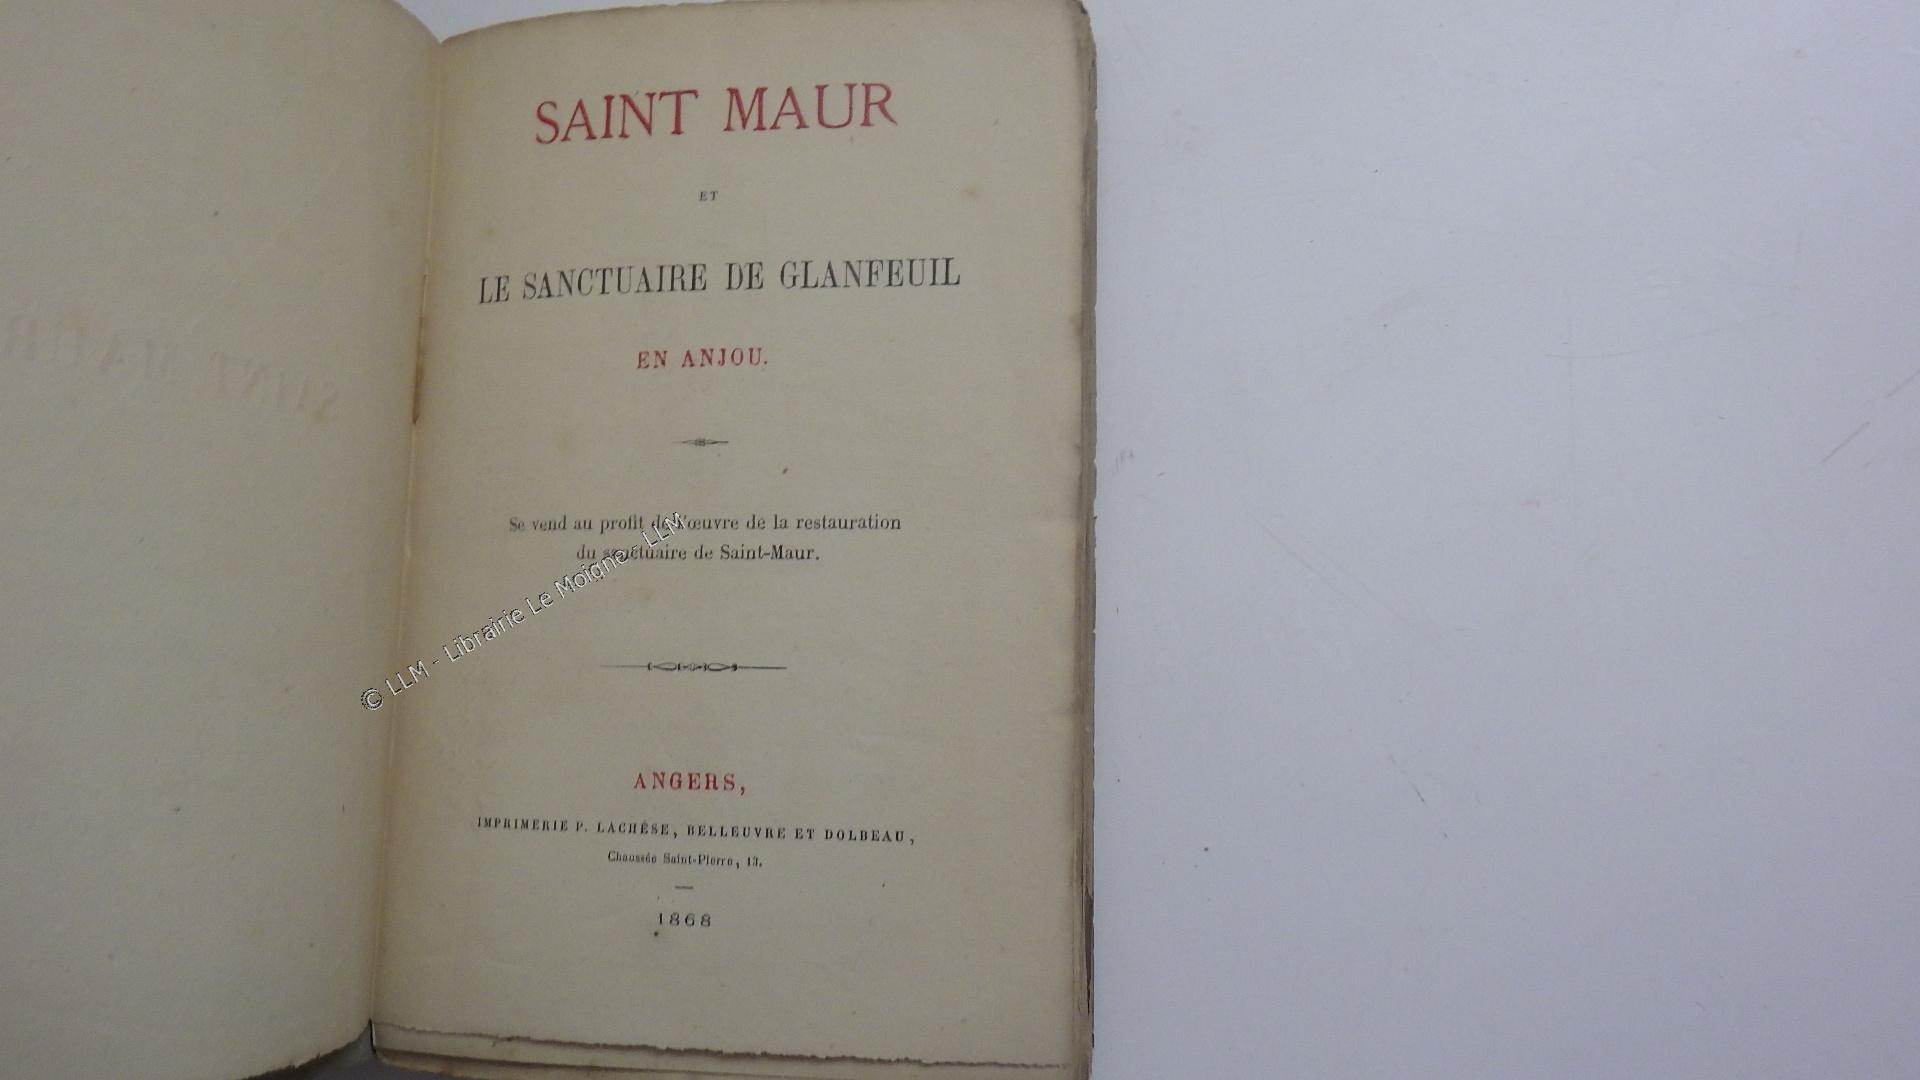 SAINT MAUR
ET
LE SANCTUAIRE DE GLANFEUIL
EN ANJOU.
Se vend au profit de l'œuvre de la restauration
du sanctuaire de Saint-Maur.
© LLM - Librairie Le Moigne - LLM
ANGERS,
IMPRIMERIE P. LACHÈSE, BELLEUVRE ET DOLBEAU,
Chaussée Saint-Pierre, 13.
1868
SAINT MAUR